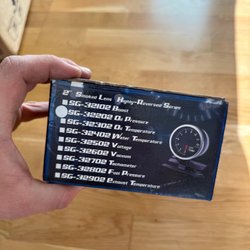 2" Smoked Lens Highly-Reversed Series
SG-32102 Boost
SG-32202 Oil Pressure
SG-32302 Oil Temperature
SG-32402 Water Temperature
SG-32502 Voltage
SG-32602 Vacuum
SG-32702 Tachometer
SG-32802 Fuel Pressure
SG-32902 Exhaust Temperature